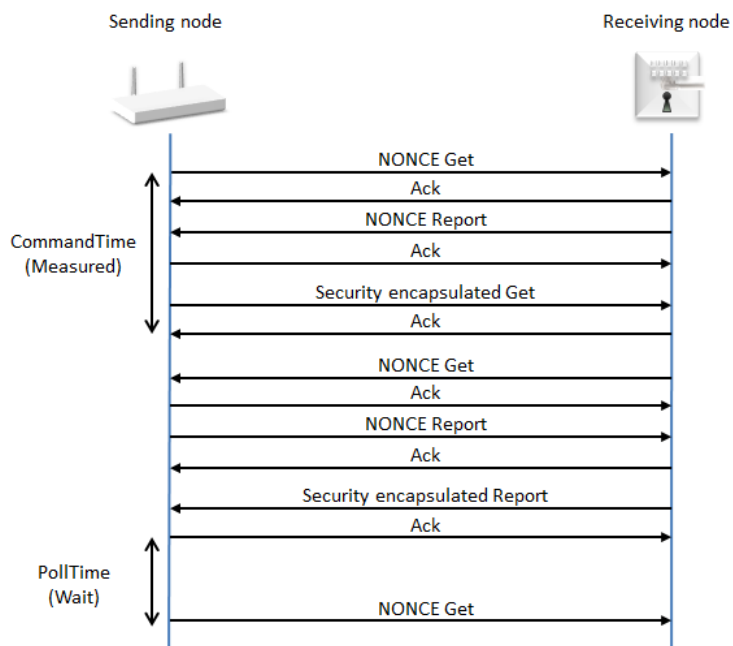 Sending node
Receiving node
NONCE Get
Ack
NONCE Report
CommandTime
(Measured)
Ack
Security encapsulated Get
Ack
NONCE Get
Ack
NONCE Report
Ack
Security encapsulated Report
Ack
PollTime
(Wait)
NONCE Get